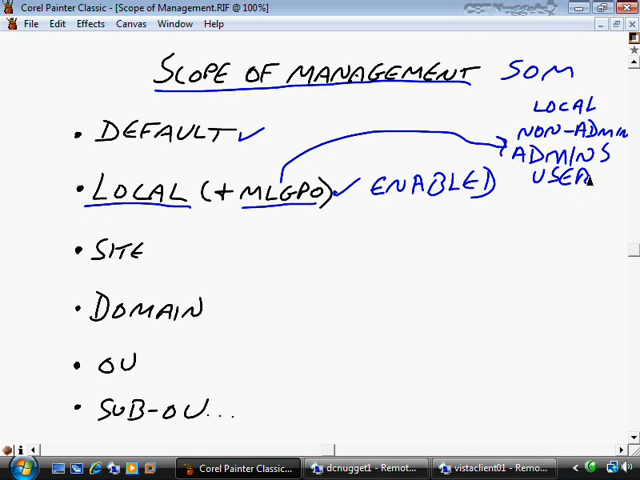 Corel Painter Classic - [Scope of Management.RIF @ 100%]
File Edit Effects Canvas Window Help
SCOPE OF MANAGEMENT SOM
LOCAL
NON-ADMIN
ADMINS
USER
• DEFAULT ✓
• LOCAL (+ MLGPO) ✓ ENABLED
• SITE
• DOMAIN
• OU
• SUB-OU...
Start Corel Painter Classic... dcnugget1 - Remot... vistaclient01 - Remot...